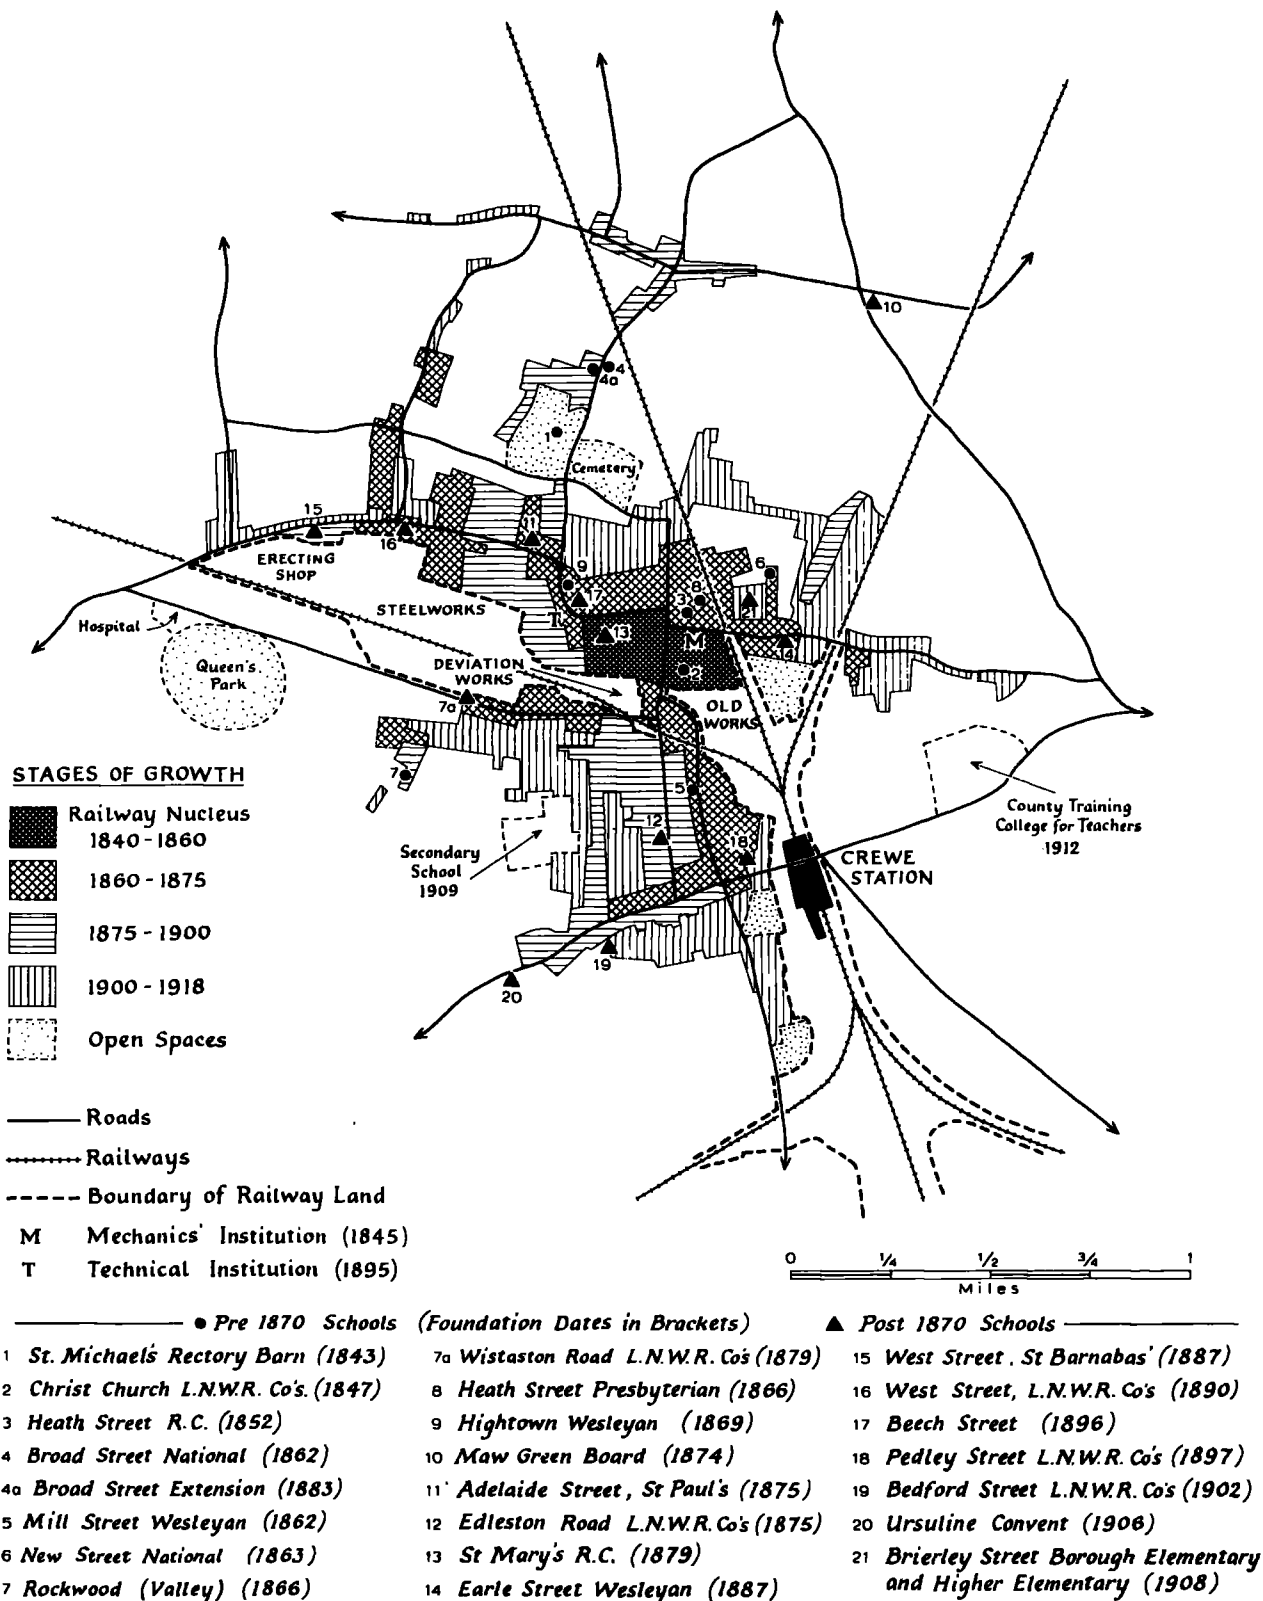 10
4
4a
1
Cemetery
15
16
11
ERECTING
SHOP
STEELWORKS
9
17
6
8
3
21
T
13
M
14
2
Hospital
Queen's
Park
DEVIATION
WORKS
7a
OLD
WORKS
7
5
12
18
Secondary
School
1909
County Training
College for Teachers
1912
CREWE
STATION
19
20
STAGES OF GROWTH
Railway Nucleus
1840-1860
1860-1875
1875-1900
1900-1918
Open Spaces
Roads
Railways
Boundary of Railway Land
M Mechanics' Institution (1845)
T Technical Institution (1895)
0 1/4 1/2 3/4 1
Miles
Pre 1870 Schools (Foundation Dates in Brackets)
1 St. Michael's Rectory Barn (1843)
2 Christ Church L.N.W.R. Co's. (1847)
3 Heath Street R.C. (1852)
4 Broad Street National (1862)
4a Broad Street Extension (1883)
5 Mill Street Wesleyan (1862)
6 New Street National (1863)
7 Rockwood (Valley) (1866)
7a Wistaston Road L.N.W.R. Co's (1879)
8 Heath Street Presbyterian (1866)
9 Hightown Wesleyan (1869)
10 Maw Green Board (1874)
11 Adelaide Street, St Paul's (1875)
12 Edleston Road L.N.W.R. Co's (1875)
13 St Mary's R.C. (1879)
14 Earle Street Wesleyan (1887)
Post 1870 Schools
15 West Street, St Barnabas' (1887)
16 West Street, L.N.W.R. Co's (1890)
17 Beech Street (1896)
18 Pedley Street L.N.W.R. Co's (1897)
19 Bedford Street L.N.W.R. Co's (1902)
20 Ursuline Convent (1906)
21 Brierley Street Borough Elementary
and Higher Elementary (1908)